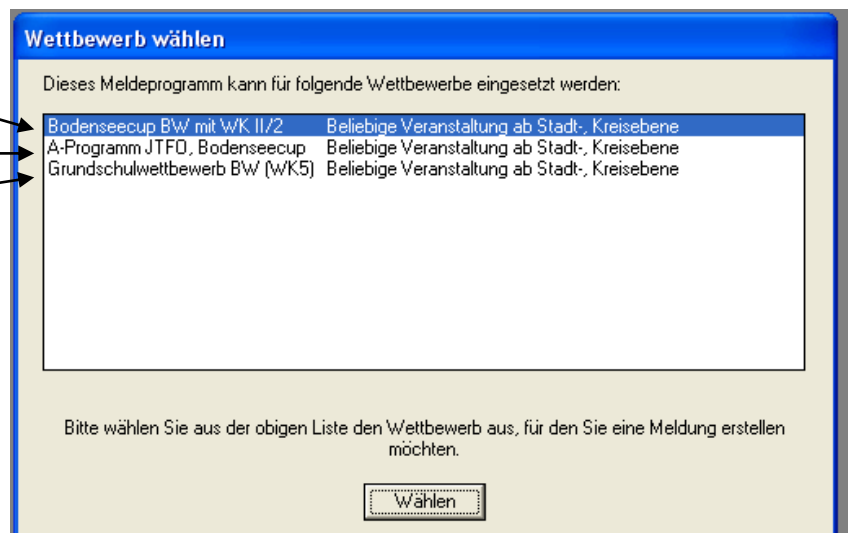 Wettbewerb wählen
Dieses Meldeprogramm kann für folgende Wettbewerbe eingesetzt werden:
Bodenseecup BW mit WK II/2 Beliebige Veranstaltung ab Stadt-, Kreisebene
A-Programm JTFO, Bodenseecup Beliebige Veranstaltung ab Stadt-, Kreisebene
Grundschulwettbewerb BW (WK5) Beliebige Veranstaltung ab Stadt-, Kreisebene
Bitte wählen Sie aus der obigen Liste den Wettbewerb aus, für den Sie eine Meldung erstellen
möchten.
Wählen